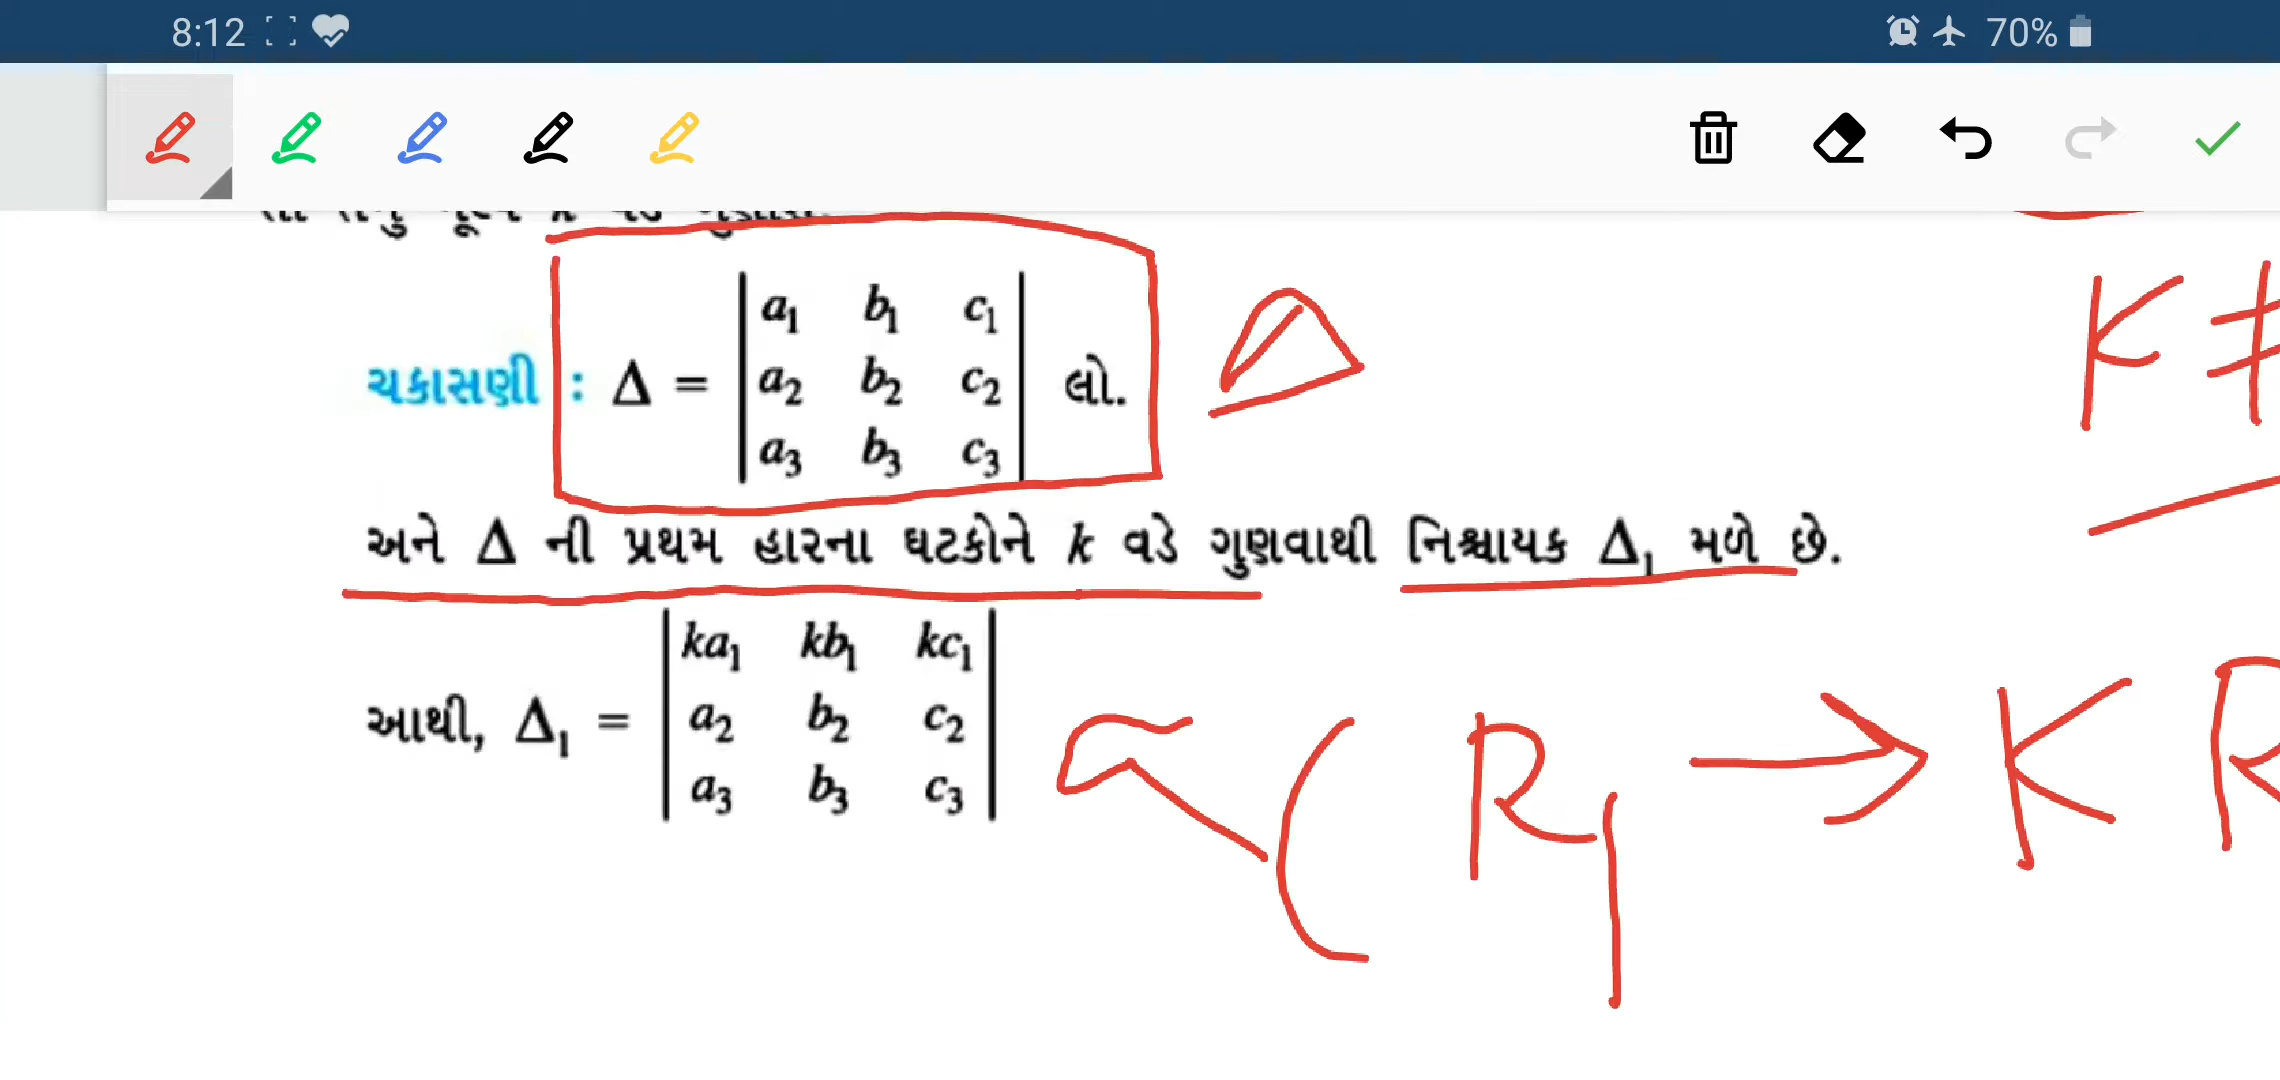 8:12 70%
K ≠
a₁ b₁ c₁
ચકાસણી : Δ = a₂ b₂ c₂ લો. Δ
a₃ b₃ c₃
અને Δ ની પ્રથમ હારના ઘટકોને k વડે ગુણવાથી નિશ્ચાયક Δ₁ મળે છે.
ka₁ kb₁ kc₁
આથી, Δ₁ = a₂ b₂ c₂ ( R₁ → K R
a₃ b₃ c₃